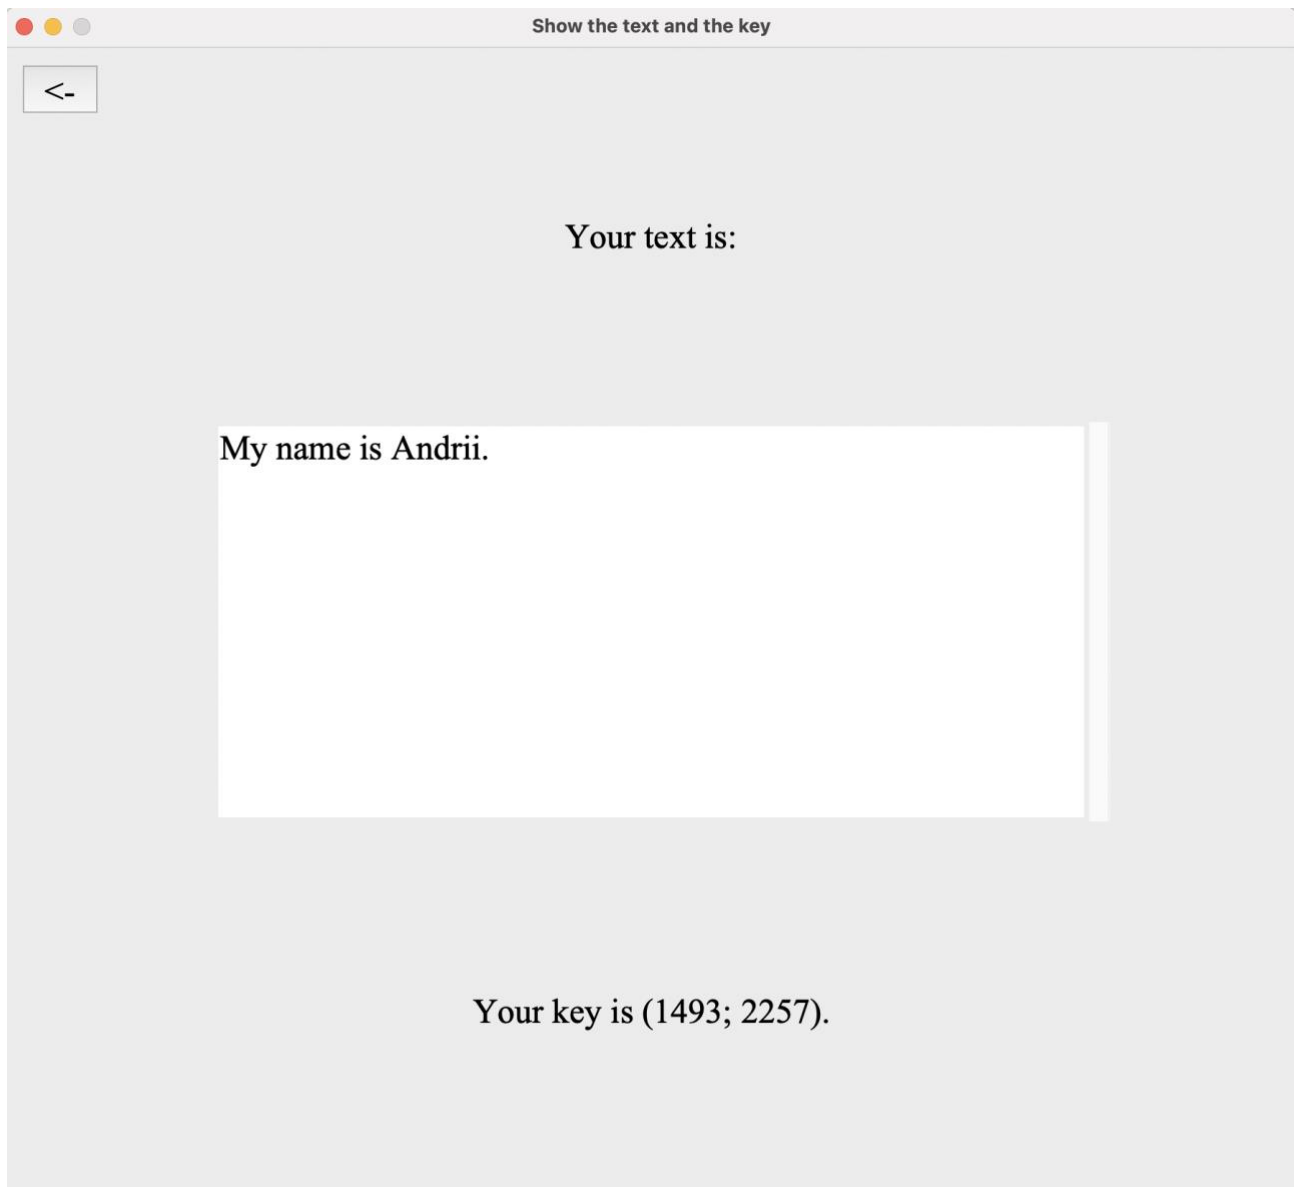 Show the text and the key
<-
Your text is:
My name is Andrii.
Your key is (1493; 2257).